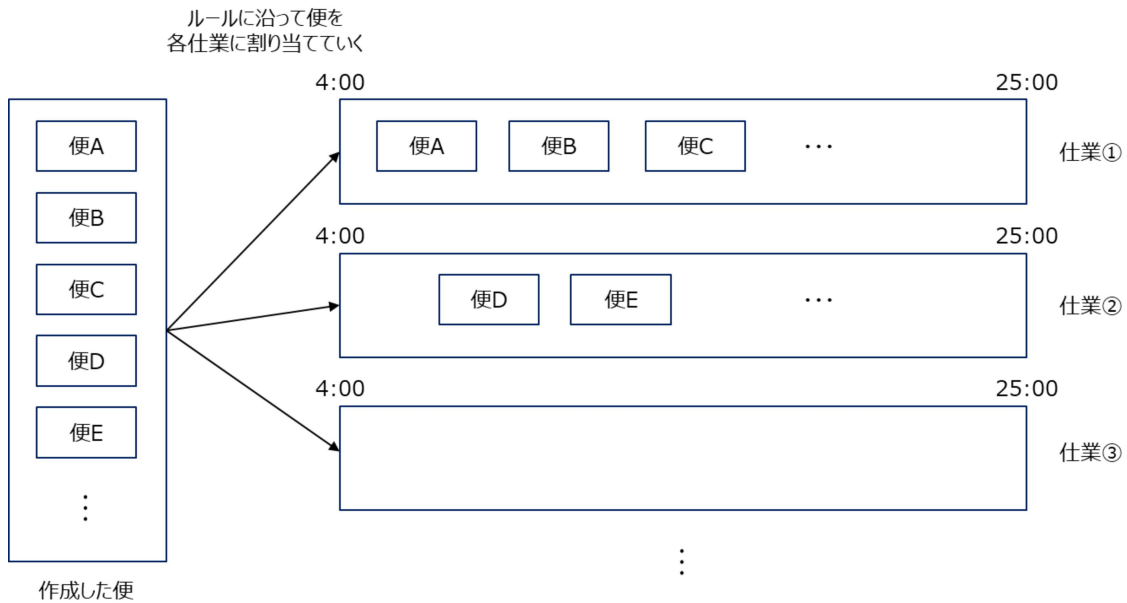 ルールに沿って便を
各仕業に割り当てていく
便A
便B
便C
便D
便E
⋮
作成した便
4:00 25:00
便A 便B 便C … 仕業①
4:00 25:00
便D 便E … 仕業②
4:00 25:00
仕業③
⋮